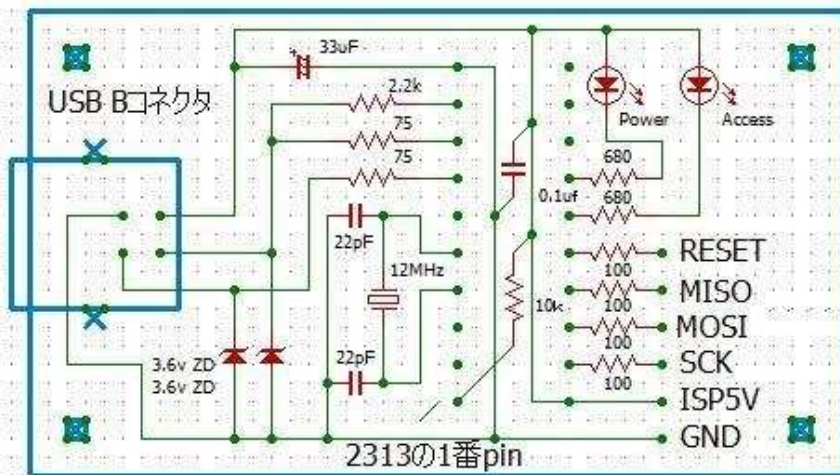 33uF
USB Bコネクタ
2.2k
75
75
Power
Access
680
0.1uf
680
22pF
12MHz
RESET
100
MISO
10k
100
MOSI
100
22pF
SCK
3.6v ZD
100
3.6v ZD
ISP5V
GND
2313の1番pin